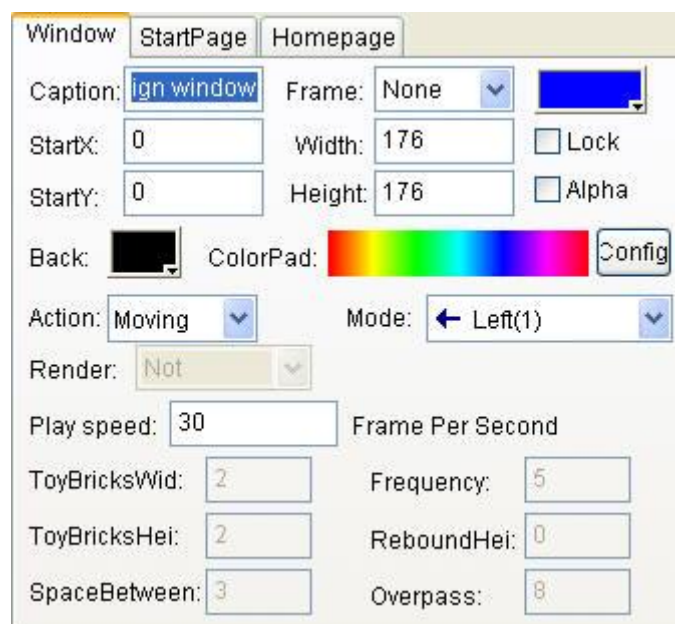 Window StartPage Homepage
Caption: ign window Frame: None
StartX: 0 Width: 176 Lock
StartY: 0 Height: 176 Alpha
Back: ColorPad: Config
Action: Moving Mode: Left(1)
Render: Not
Play speed: 30 Frame Per Second
ToyBricksWid: 2 Frequency: 5
ToyBricksHei: 2 ReboundHei: 0
SpaceBetween: 3 Overpass: 8